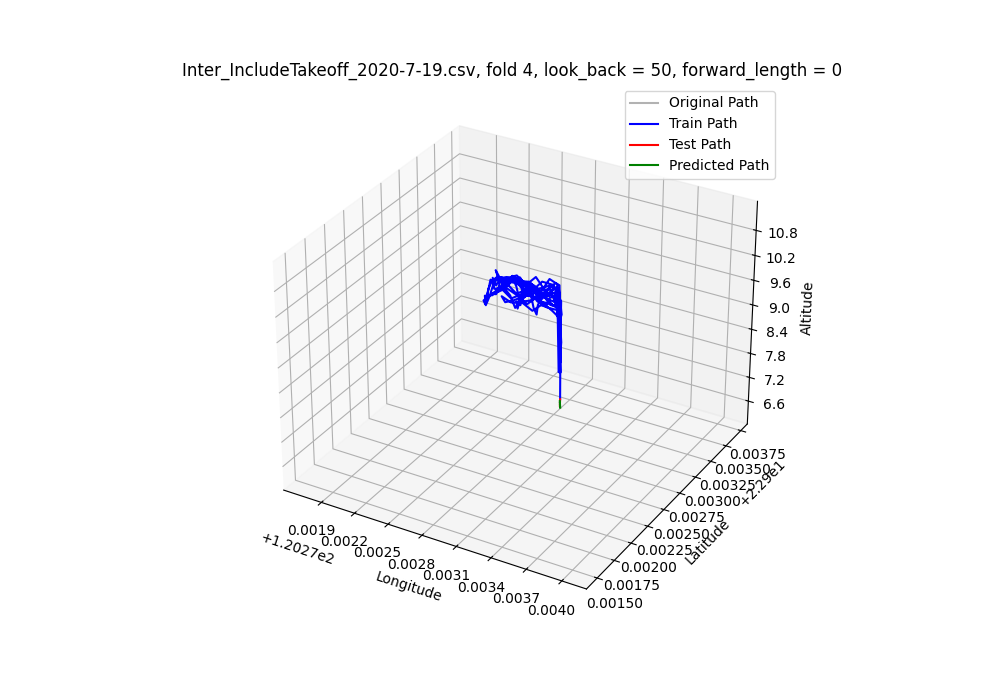 Inter_IncludeTakeoff_2020-7-19.csv, fold 4, look_back = 50, forward_length = 0
Original Path
Train Path
Test Path
Predicted Path
10.8
10.2
9.6
9.0
8.4
7.8
7.2
6.6
Altitude
0.00375
0.00350
0.00325
0.00300
0.00275
0.00250
0.00225
0.00200
0.00175
0.00150
+2.29e1
Latitude
0.0019
0.0022
0.0025
0.0028
0.0031
0.0034
0.0037
0.0040
+1.2027e2
Longitude